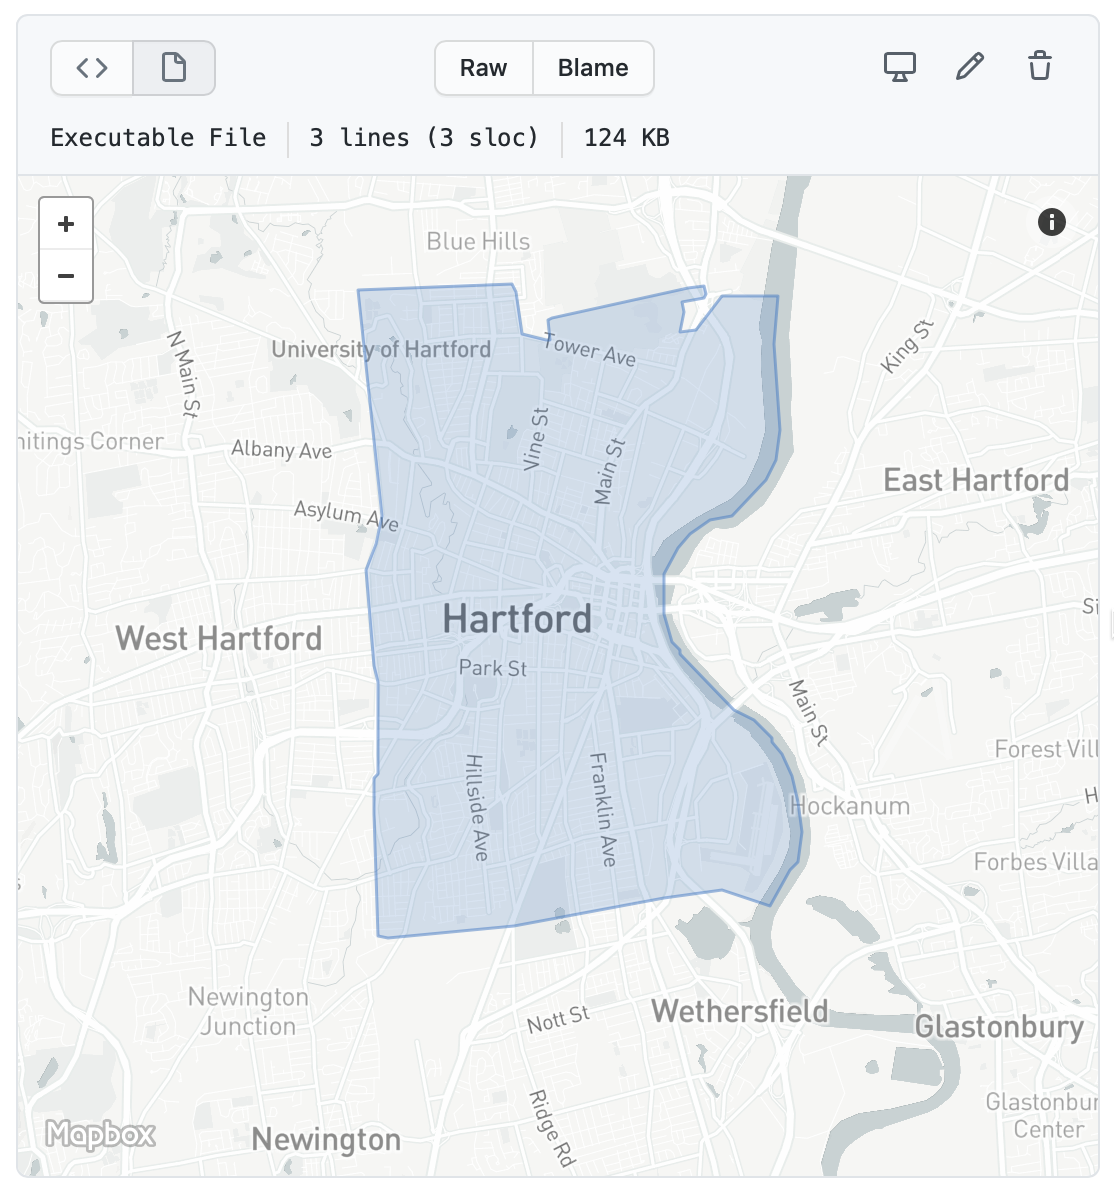 Raw
Blame
Executable File
3 lines (3 sloc)
124 KB
+
−
Blue Hills
N Main St
University of Hartford
Tower Ave
King St
hitings Corner
Albany Ave
Vine St
Main St
East Hartford
Asylum Ave
Hartford
West Hartford
Si
Park St
Main St
Forest Vill
Hillside Ave
Franklin Ave
Hockanum
H
Forbes Villa
Newington
Junction
Nott St
Wethersfield
Glastonbury
Ridge Rd
Glastonbur
Center
Mapbox
Newington